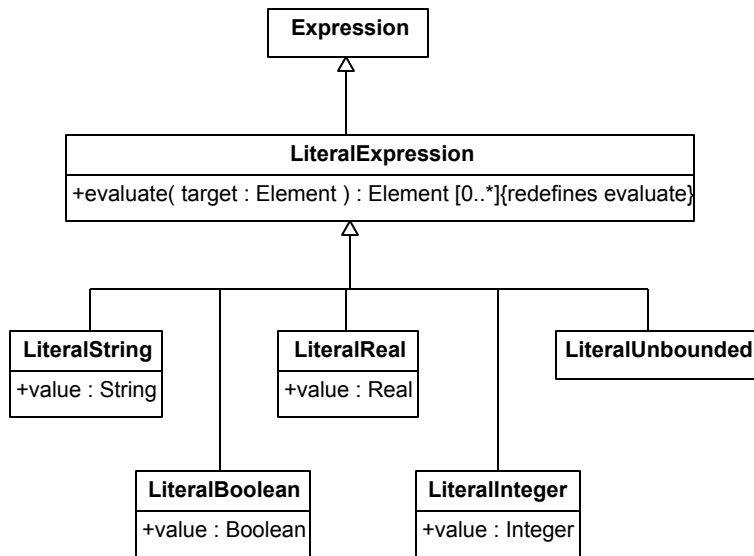 Expression
LiteralExpression
+evaluate( target : Element ) : Element [0..*]{redefines evaluate}
LiteralString
+value : String
LiteralReal
+value : Real
LiteralUnbounded
LiteralBoolean
+value : Boolean
LiteralInteger
+value : Integer